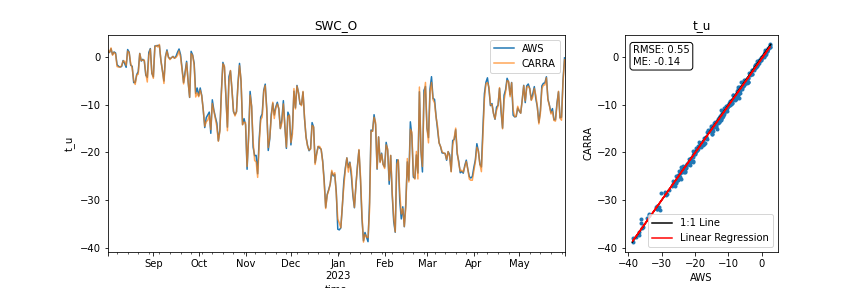 SWC_O
t_u
0
−10
−20
−30
−40
AWS
CARRA
Sep
Oct
Nov
Dec
Jan
2023
Feb
Mar
Apr
May
time
t_u
CARRA
0
−10
−20
−30
−40
RMSE: 0.55
ME: -0.14
1:1 Line
Linear Regression
−40
−30
−20
−10
0
AWS
t_u